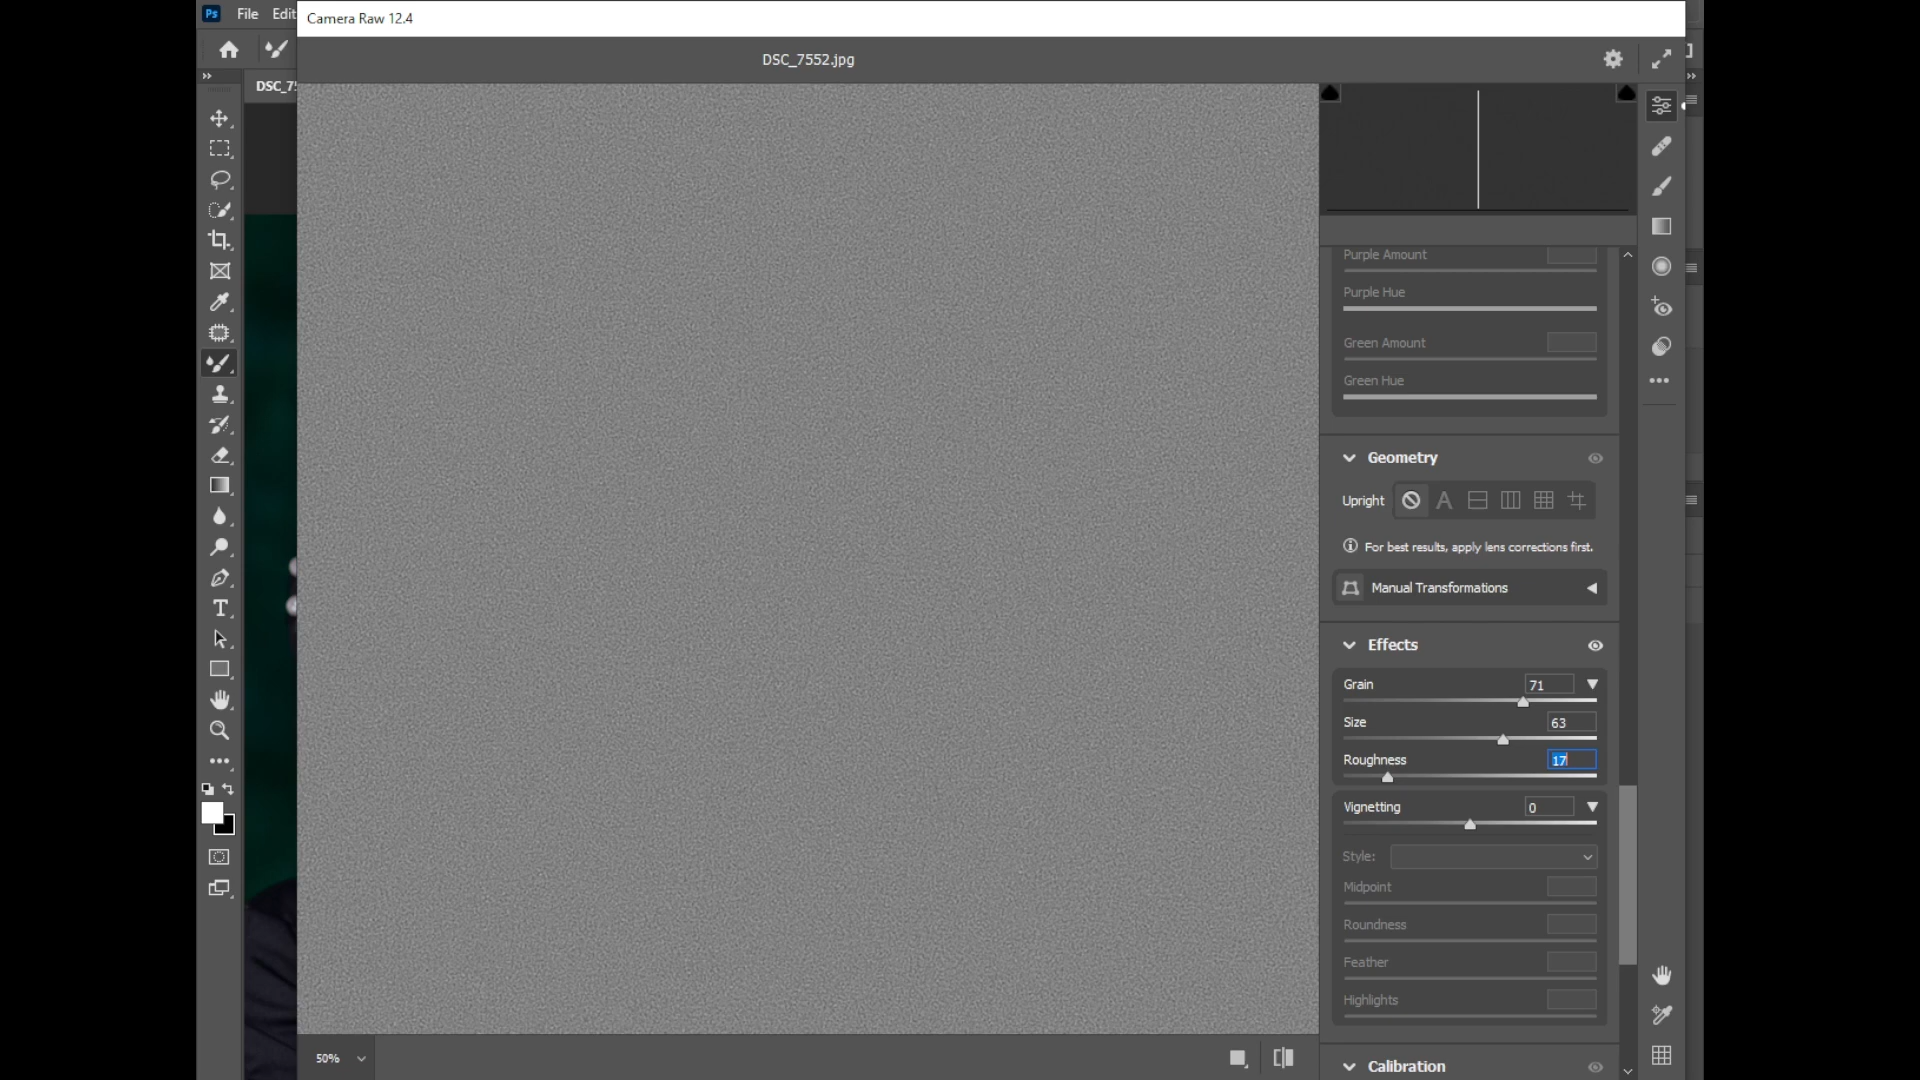 Ps File Edit
Camera Raw 12.4
DSC_7552.jpg
DSC_75
Purple Amount
Purple Hue
Green Amount
Green Hue
Geometry
Upright A
For best results, apply lens corrections first.
Manual Transformations
Effects
Grain 71
Size 63
Roughness 17
Vignetting 0
Style:
Midpoint
Roundness
Feather
Highlights
Calibration
50%